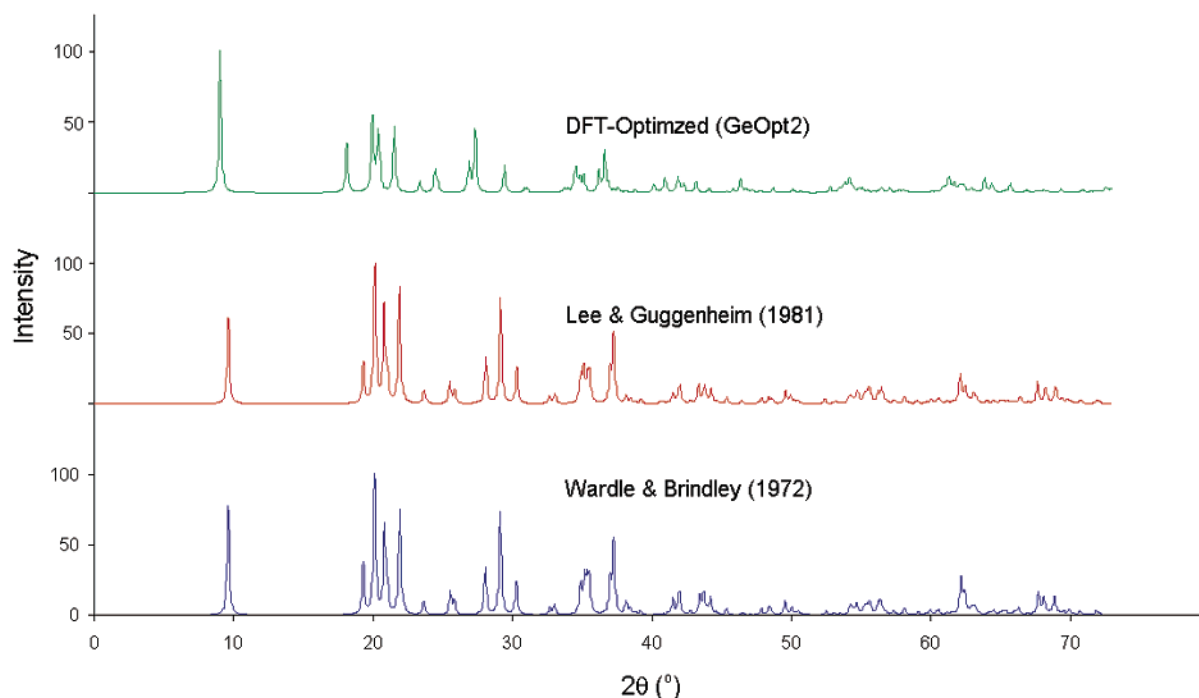 100
50
DFT-Optimzed (GeOpt2)
100
50
Lee & Guggenheim (1981)
Intensity
100
50
0
Wardle & Brindley (1972)
0 10 20 30 40 50 60 70
2θ (°)